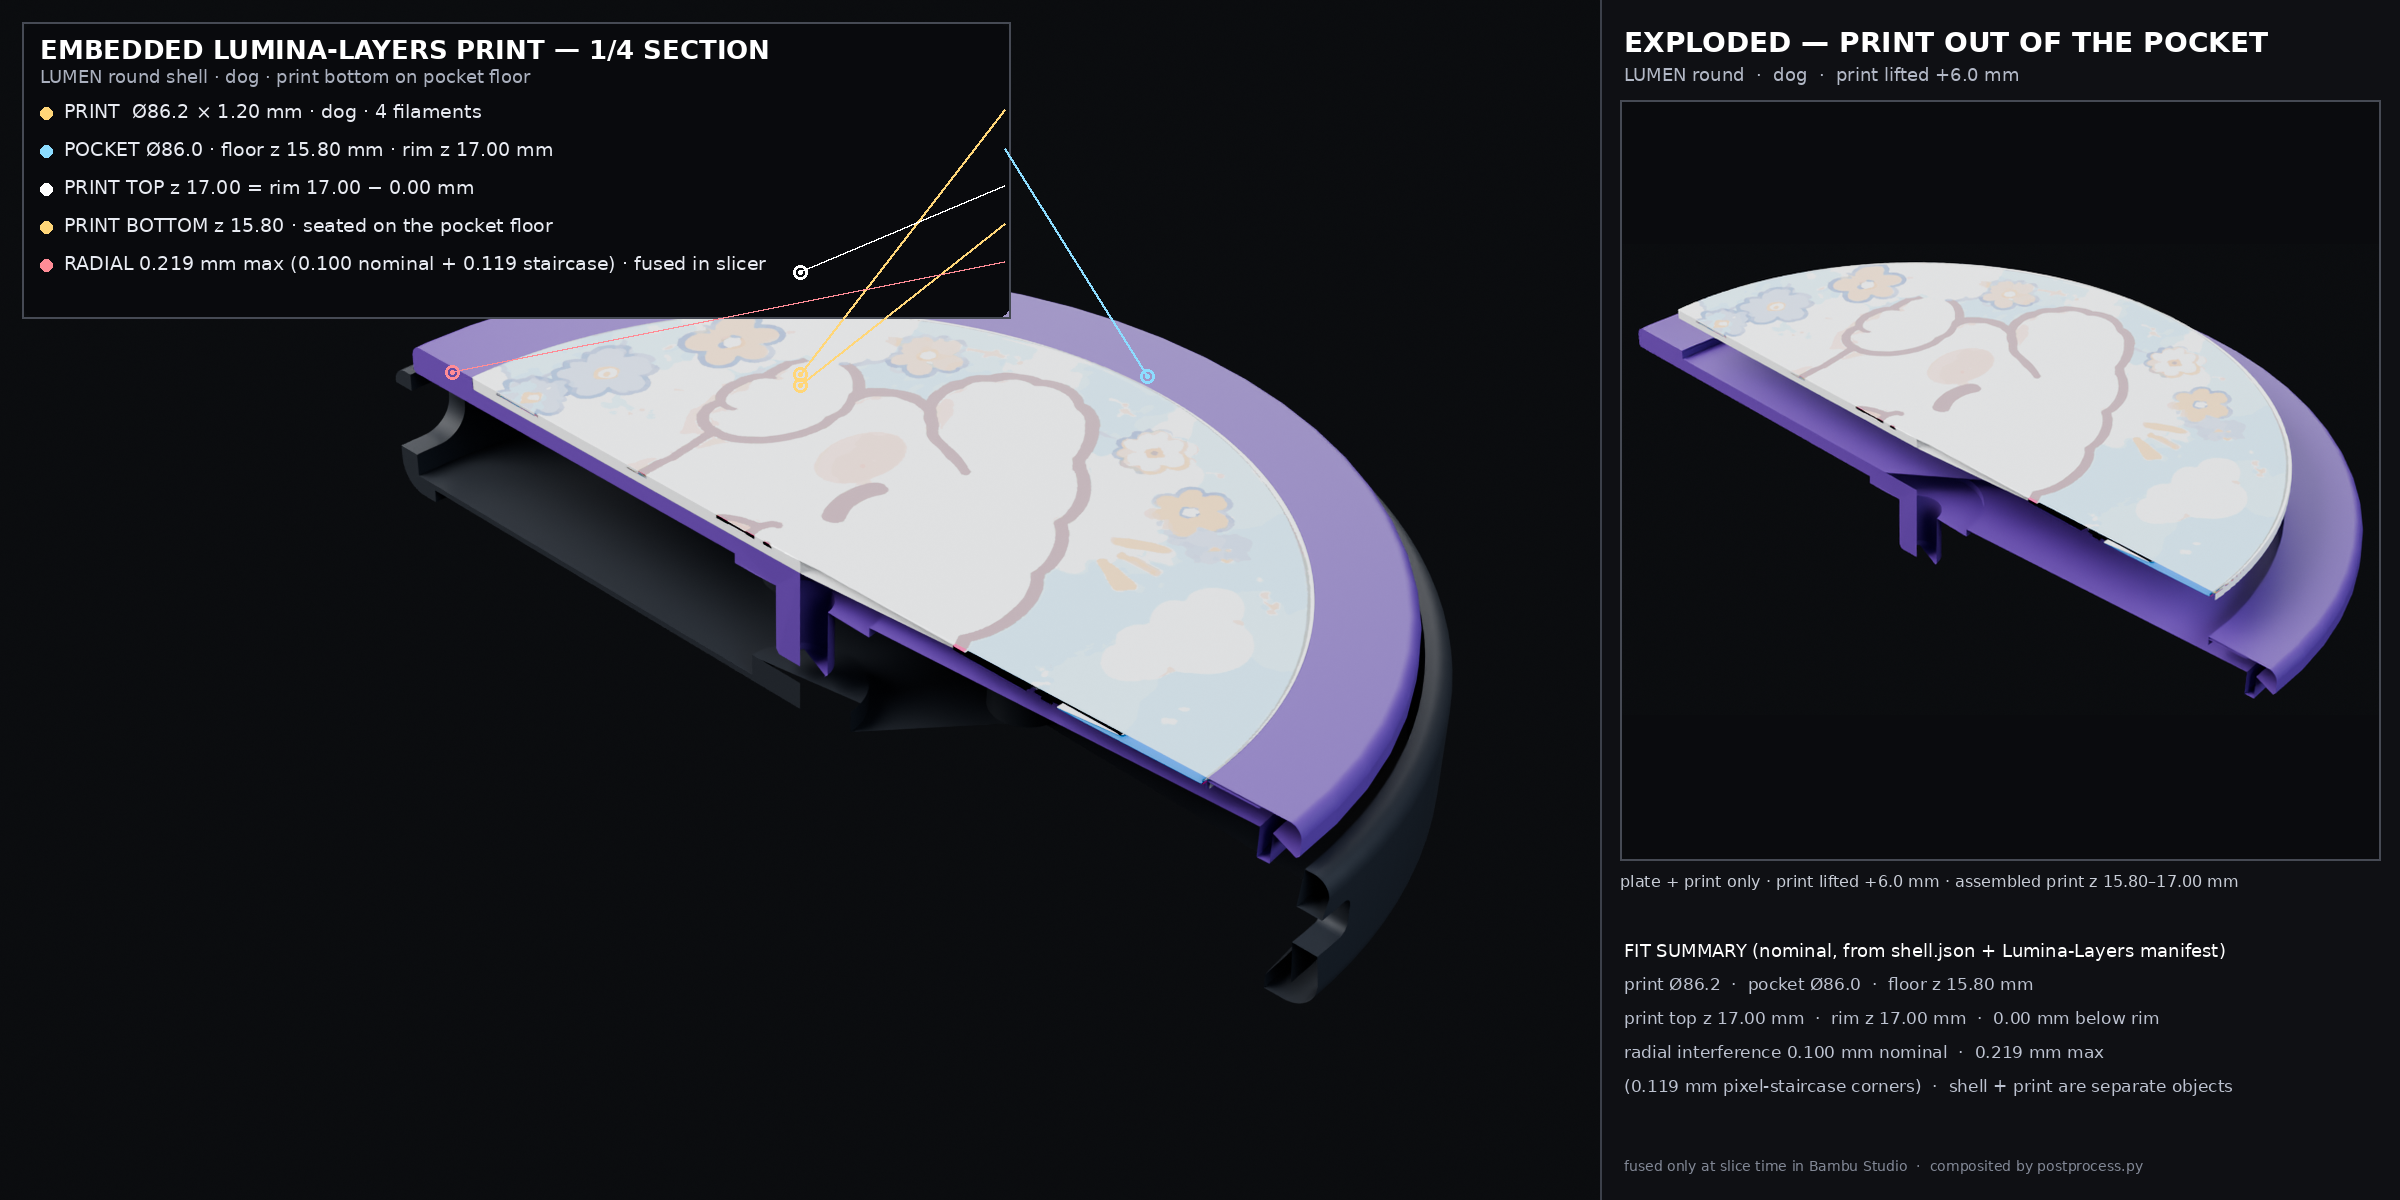 EMBEDDED LUMINA-LAYERS PRINT — 1/4 SECTION
LUMEN round shell · dog · print bottom on pocket floor
PRINT Ø86.2 × 1.20 mm · dog · 4 filaments
POCKET Ø86.0 · floor z 15.80 mm · rim z 17.00 mm
PRINT TOP z 17.00 = rim 17.00 − 0.00 mm
PRINT BOTTOM z 15.80 · seated on the pocket floor
RADIAL 0.219 mm max (0.100 nominal + 0.119 staircase) · fused in slicer
EXPLODED — PRINT OUT OF THE POCKET
LUMEN round · dog · print lifted +6.0 mm
plate + print only · print lifted +6.0 mm · assembled print z 15.80–17.00 mm
FIT SUMMARY (nominal, from shell.json + Lumina-Layers manifest)
print Ø86.2 · pocket Ø86.0 · floor z 15.80 mm
print top z 17.00 mm · rim z 17.00 mm · 0.00 mm below rim
radial interference 0.100 mm nominal · 0.219 mm max
(0.119 mm pixel-staircase corners) · shell + print are separate objects
fused only at slice time in Bambu Studio · composited by postprocess.py